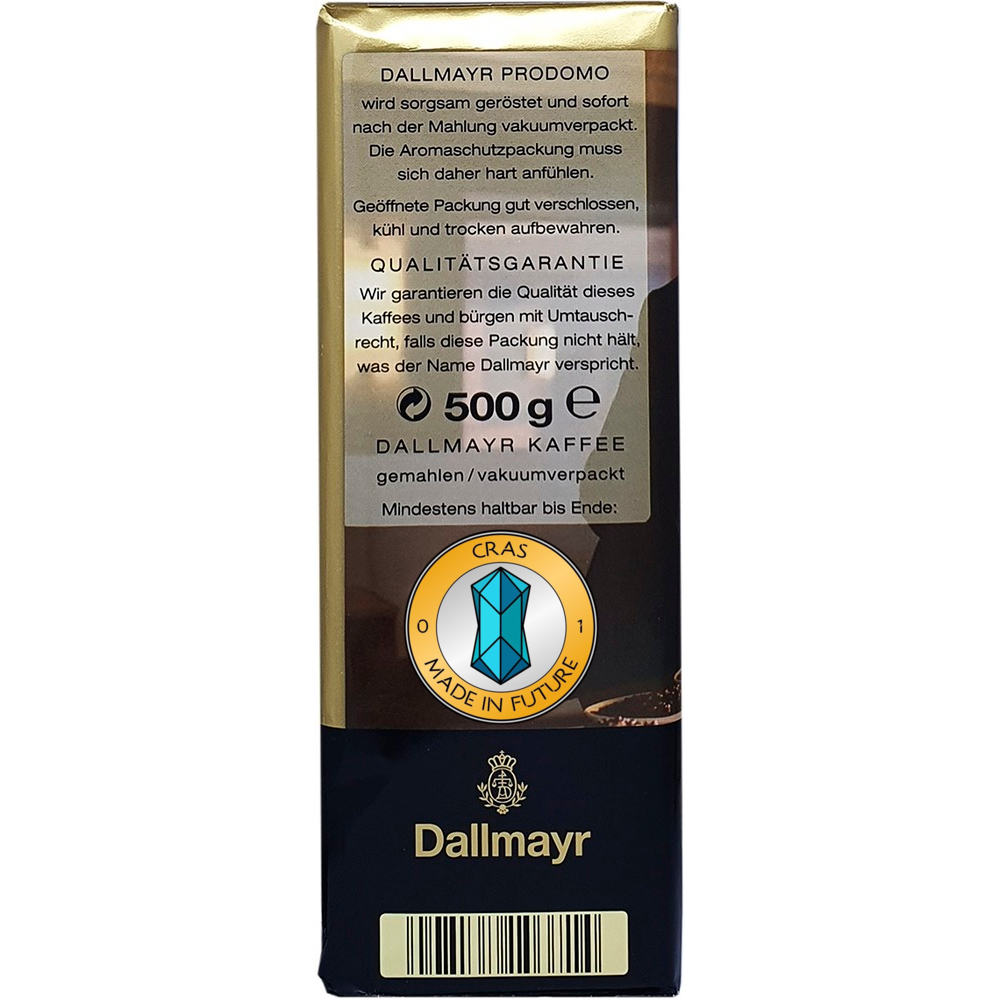 DALLMAYR PRODOMO
wird sorgsam geröstet und sofort
nach der Mahlung vakuumverpackt.
Die Aromaschutzpackung muss
sich daher hart anfühlen.
Geöffnete Packung gut verschlossen,
kühl und trocken aufbewahren.
QUALITÄTSGARANTIE
Wir garantieren die Qualität dieses
Kaffees und bürgen mit Umtausch-
recht, falls diese Packung nicht hält,
was der Name Dallmayr verspricht.
500 g ℮
DALLMAYR KAFFEE
gemahlen / vakuumverpackt
Mindestens haltbar bis Ende:
CRAS
0 1
MADE IN FUTURE
Dallmayr